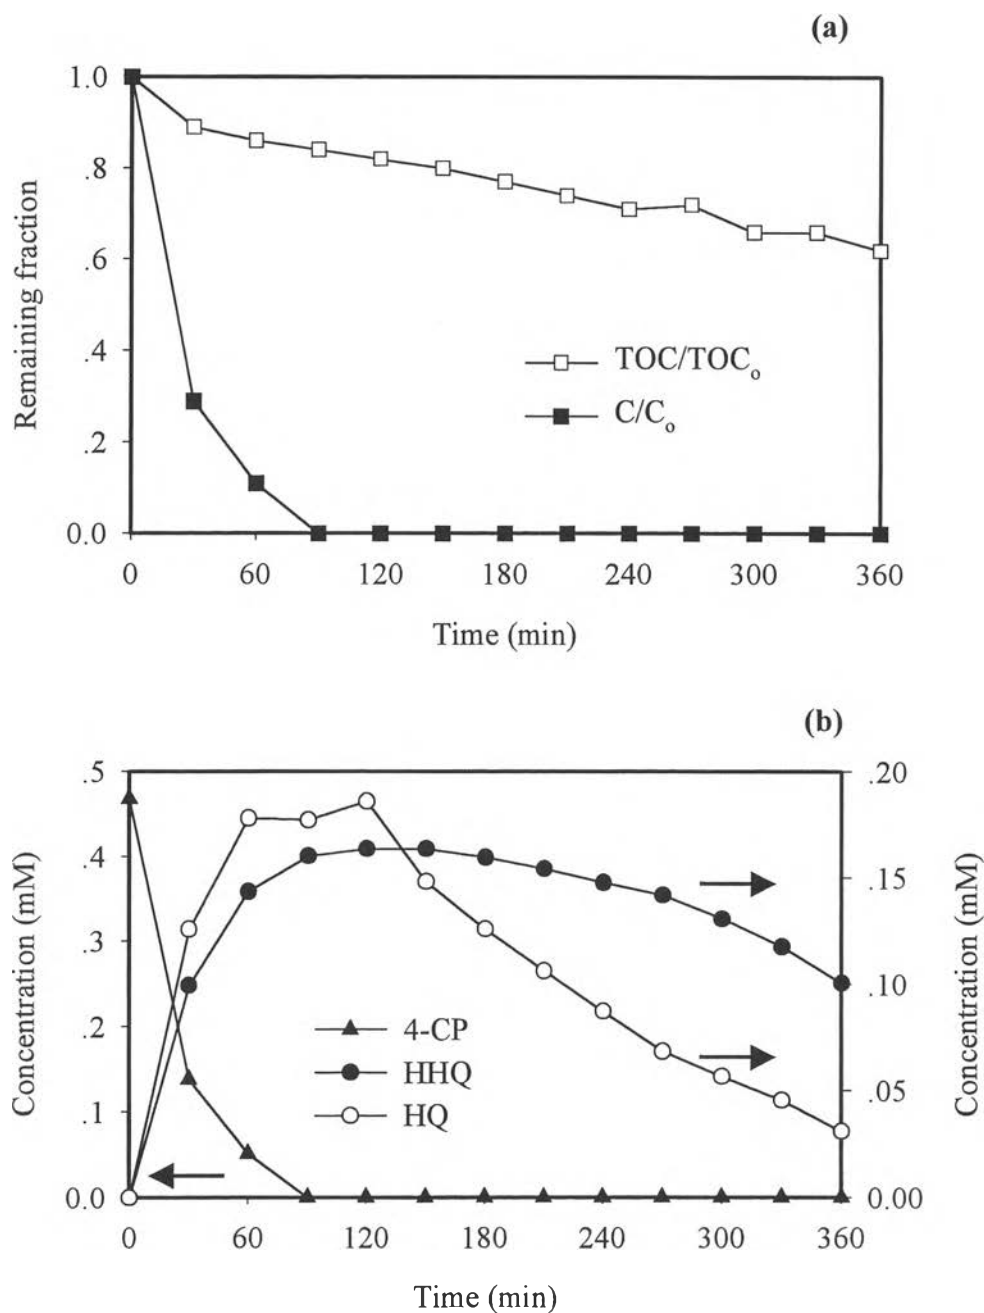 (a)
1.0
.8
.6
.4
.2
0.0
Remaining fraction
TOC/TOCₒ
C/Cₒ
0 60 120 180 240 300 360
Time (min)
(b)
.5
.4
.3
.2
.1
0.0
Concentration (mM)
.20
.15
.10
.05
0.00
Concentration (mM)
4-CP
HHQ
HQ
0 60 120 180 240 300 360
Time (min)